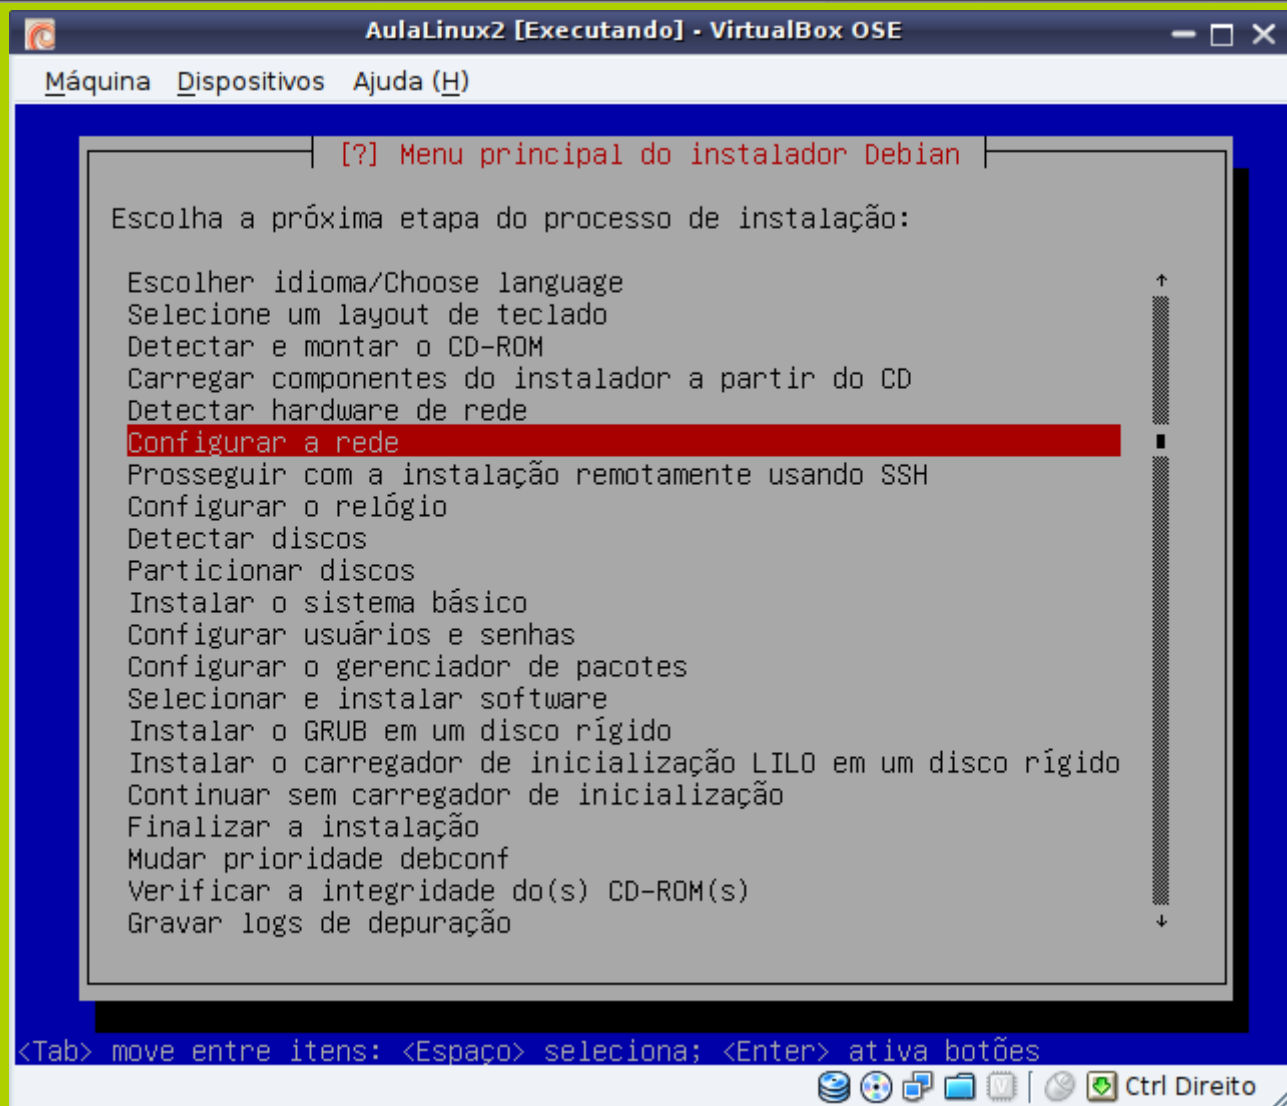 AulaLinux2 [Executando] - VirtualBox OSE
Máquina Dispositivos Ajuda (H)
[?] Menu principal do instalador Debian
Escolha a próxima etapa do processo de instalação:
Escolher idioma/Choose language
Selecione um layout de teclado
Detectar e montar o CD-ROM
Carregar componentes do instalador a partir do CD
Detectar hardware de rede
Configurar a rede
Prosseguir com a instalação remotamente usando SSH
Configurar o relógio
Detectar discos
Particionar discos
Instalar o sistema básico
Configurar usuários e senhas
Configurar o gerenciador de pacotes
Selecionar e instalar software
Instalar o GRUB em um disco rígido
Instalar o carregador de inicialização LILO em um disco rígido
Continuar sem carregador de inicialização
Finalizar a instalação
Mudar prioridade debconf
Verificar a integridade do(s) CD-ROM(s)
Gravar logs de depuração
<Tab> move entre itens: <Espaço> seleciona; <Enter> ativa botões
Ctrl Direito